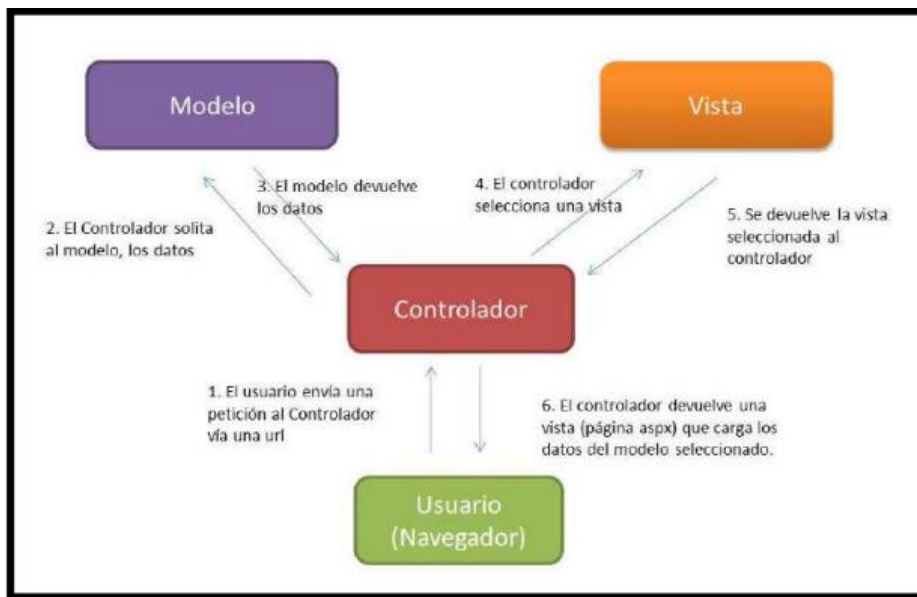 Modelo
Vista
3. El modelo devuelve
los datos
4. El controlador
selecciona una vista
2. El Controlador solita
al modelo, los datos
5. Se devuelve la vista
seleccionada al
controlador
Controlador
1. El usuario envía una
petición al Controlador
vía una url
6. El controlador devuelve una
vista (página aspx) que carga los
datos del modelo seleccionado.
Usuario
(Navegador)